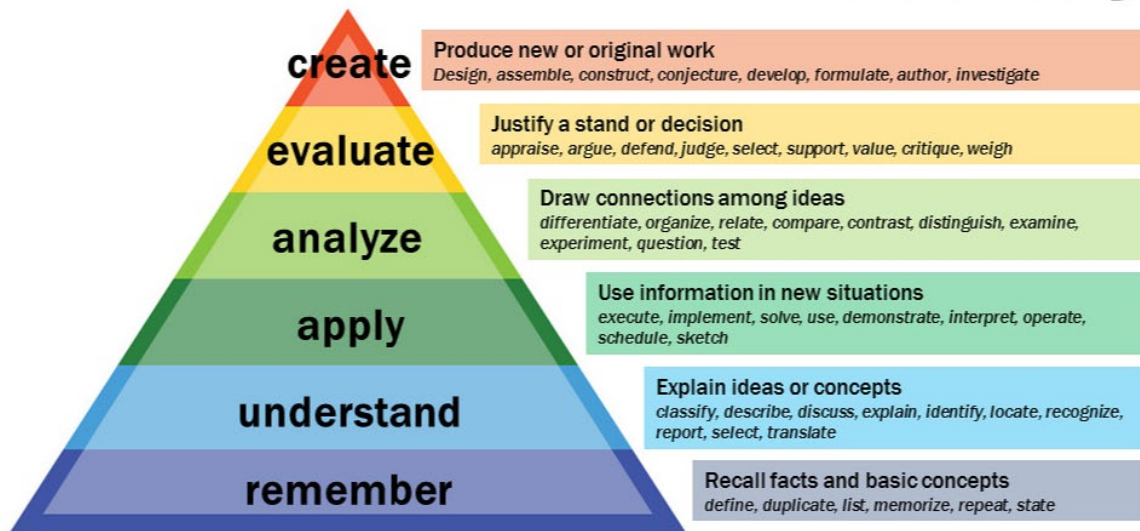 create
Produce new or original work
Design, assemble, construct, conjecture, develop, formulate, author, investigate
evaluate
Justify a stand or decision
appraise, argue, defend, judge, select, support, value, critique, weigh
analyze
Draw connections among ideas
differentiate, organize, relate, compare, contrast, distinguish, examine,
experiment, question, test
apply
Use information in new situations
execute, implement, solve, use, demonstrate, interpret, operate,
schedule, sketch
understand
Explain ideas or concepts
classify, describe, discuss, explain, identify, locate, recognize,
report, select, translate
remember
Recall facts and basic concepts
define, duplicate, list, memorize, repeat, state